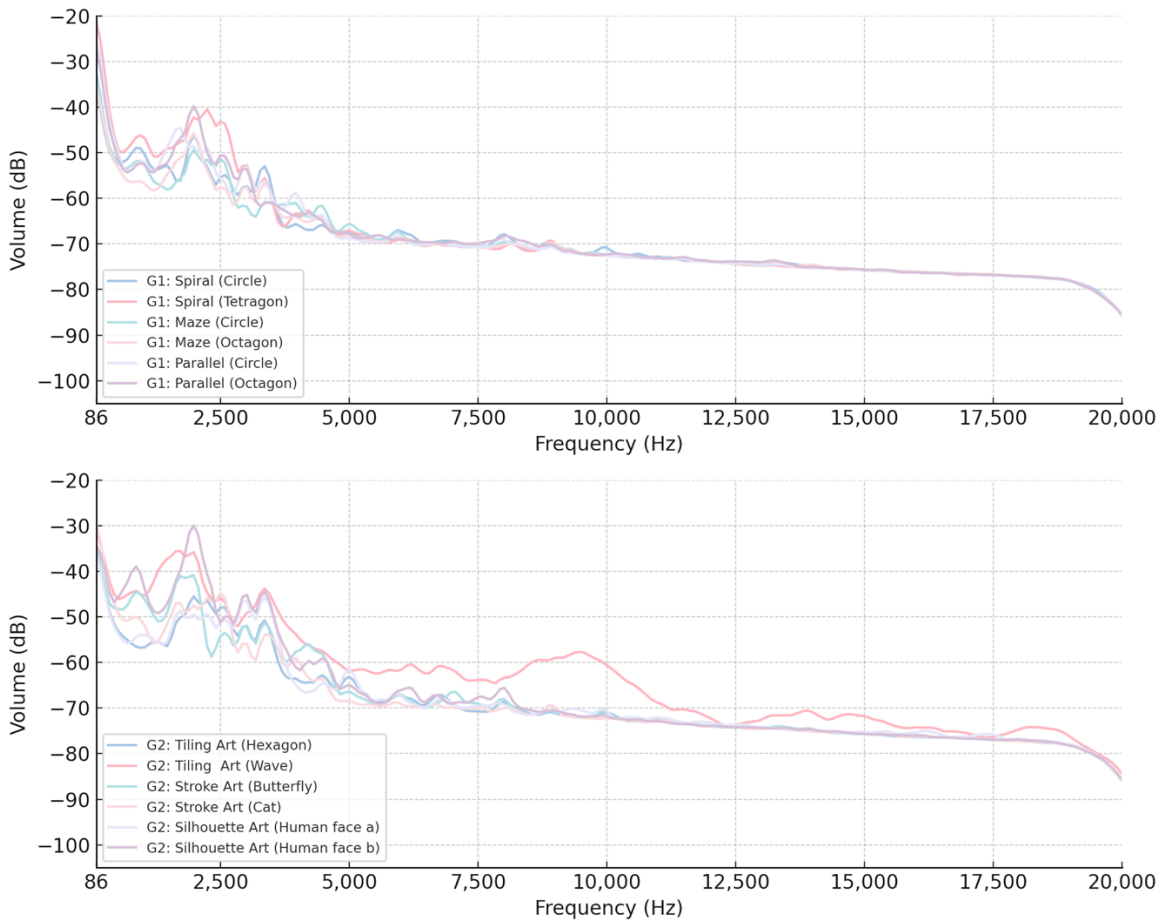 −20
−30
−40
−50
−60
−70
−80
−90
−100
Volume (dB)
G1: Spiral (Circle)
G1: Spiral (Tetragon)
G1: Maze (Circle)
G1: Maze (Octagon)
G1: Parallel (Circle)
G1: Parallel (Octagon)
86 2,500 5,000 7,500 10,000 12,500 15,000 17,500 20,000
Frequency (Hz)
−20
−30
−40
−50
−60
−70
−80
−90
−100
Volume (dB)
G2: Tiling Art (Hexagon)
G2: Tiling Art (Wave)
G2: Stroke Art (Butterfly)
G2: Stroke Art (Cat)
G2: Silhouette Art (Human face a)
G2: Silhouette Art (Human face b)
86 2,500 5,000 7,500 10,000 12,500 15,000 17,500 20,000
Frequency (Hz)